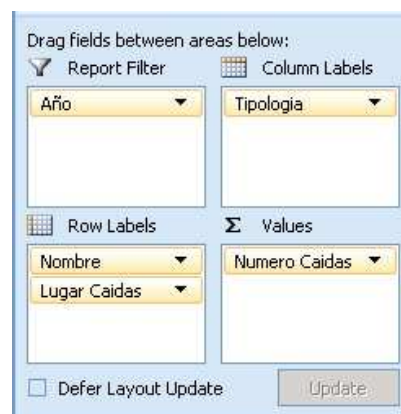 Drag fields between areas below:
Report Filter
Column Labels
Año
Tipologia
Row Labels
Σ Values
Nombre
Numero Caidas
Lugar Caidas
Defer Layout Update
Update